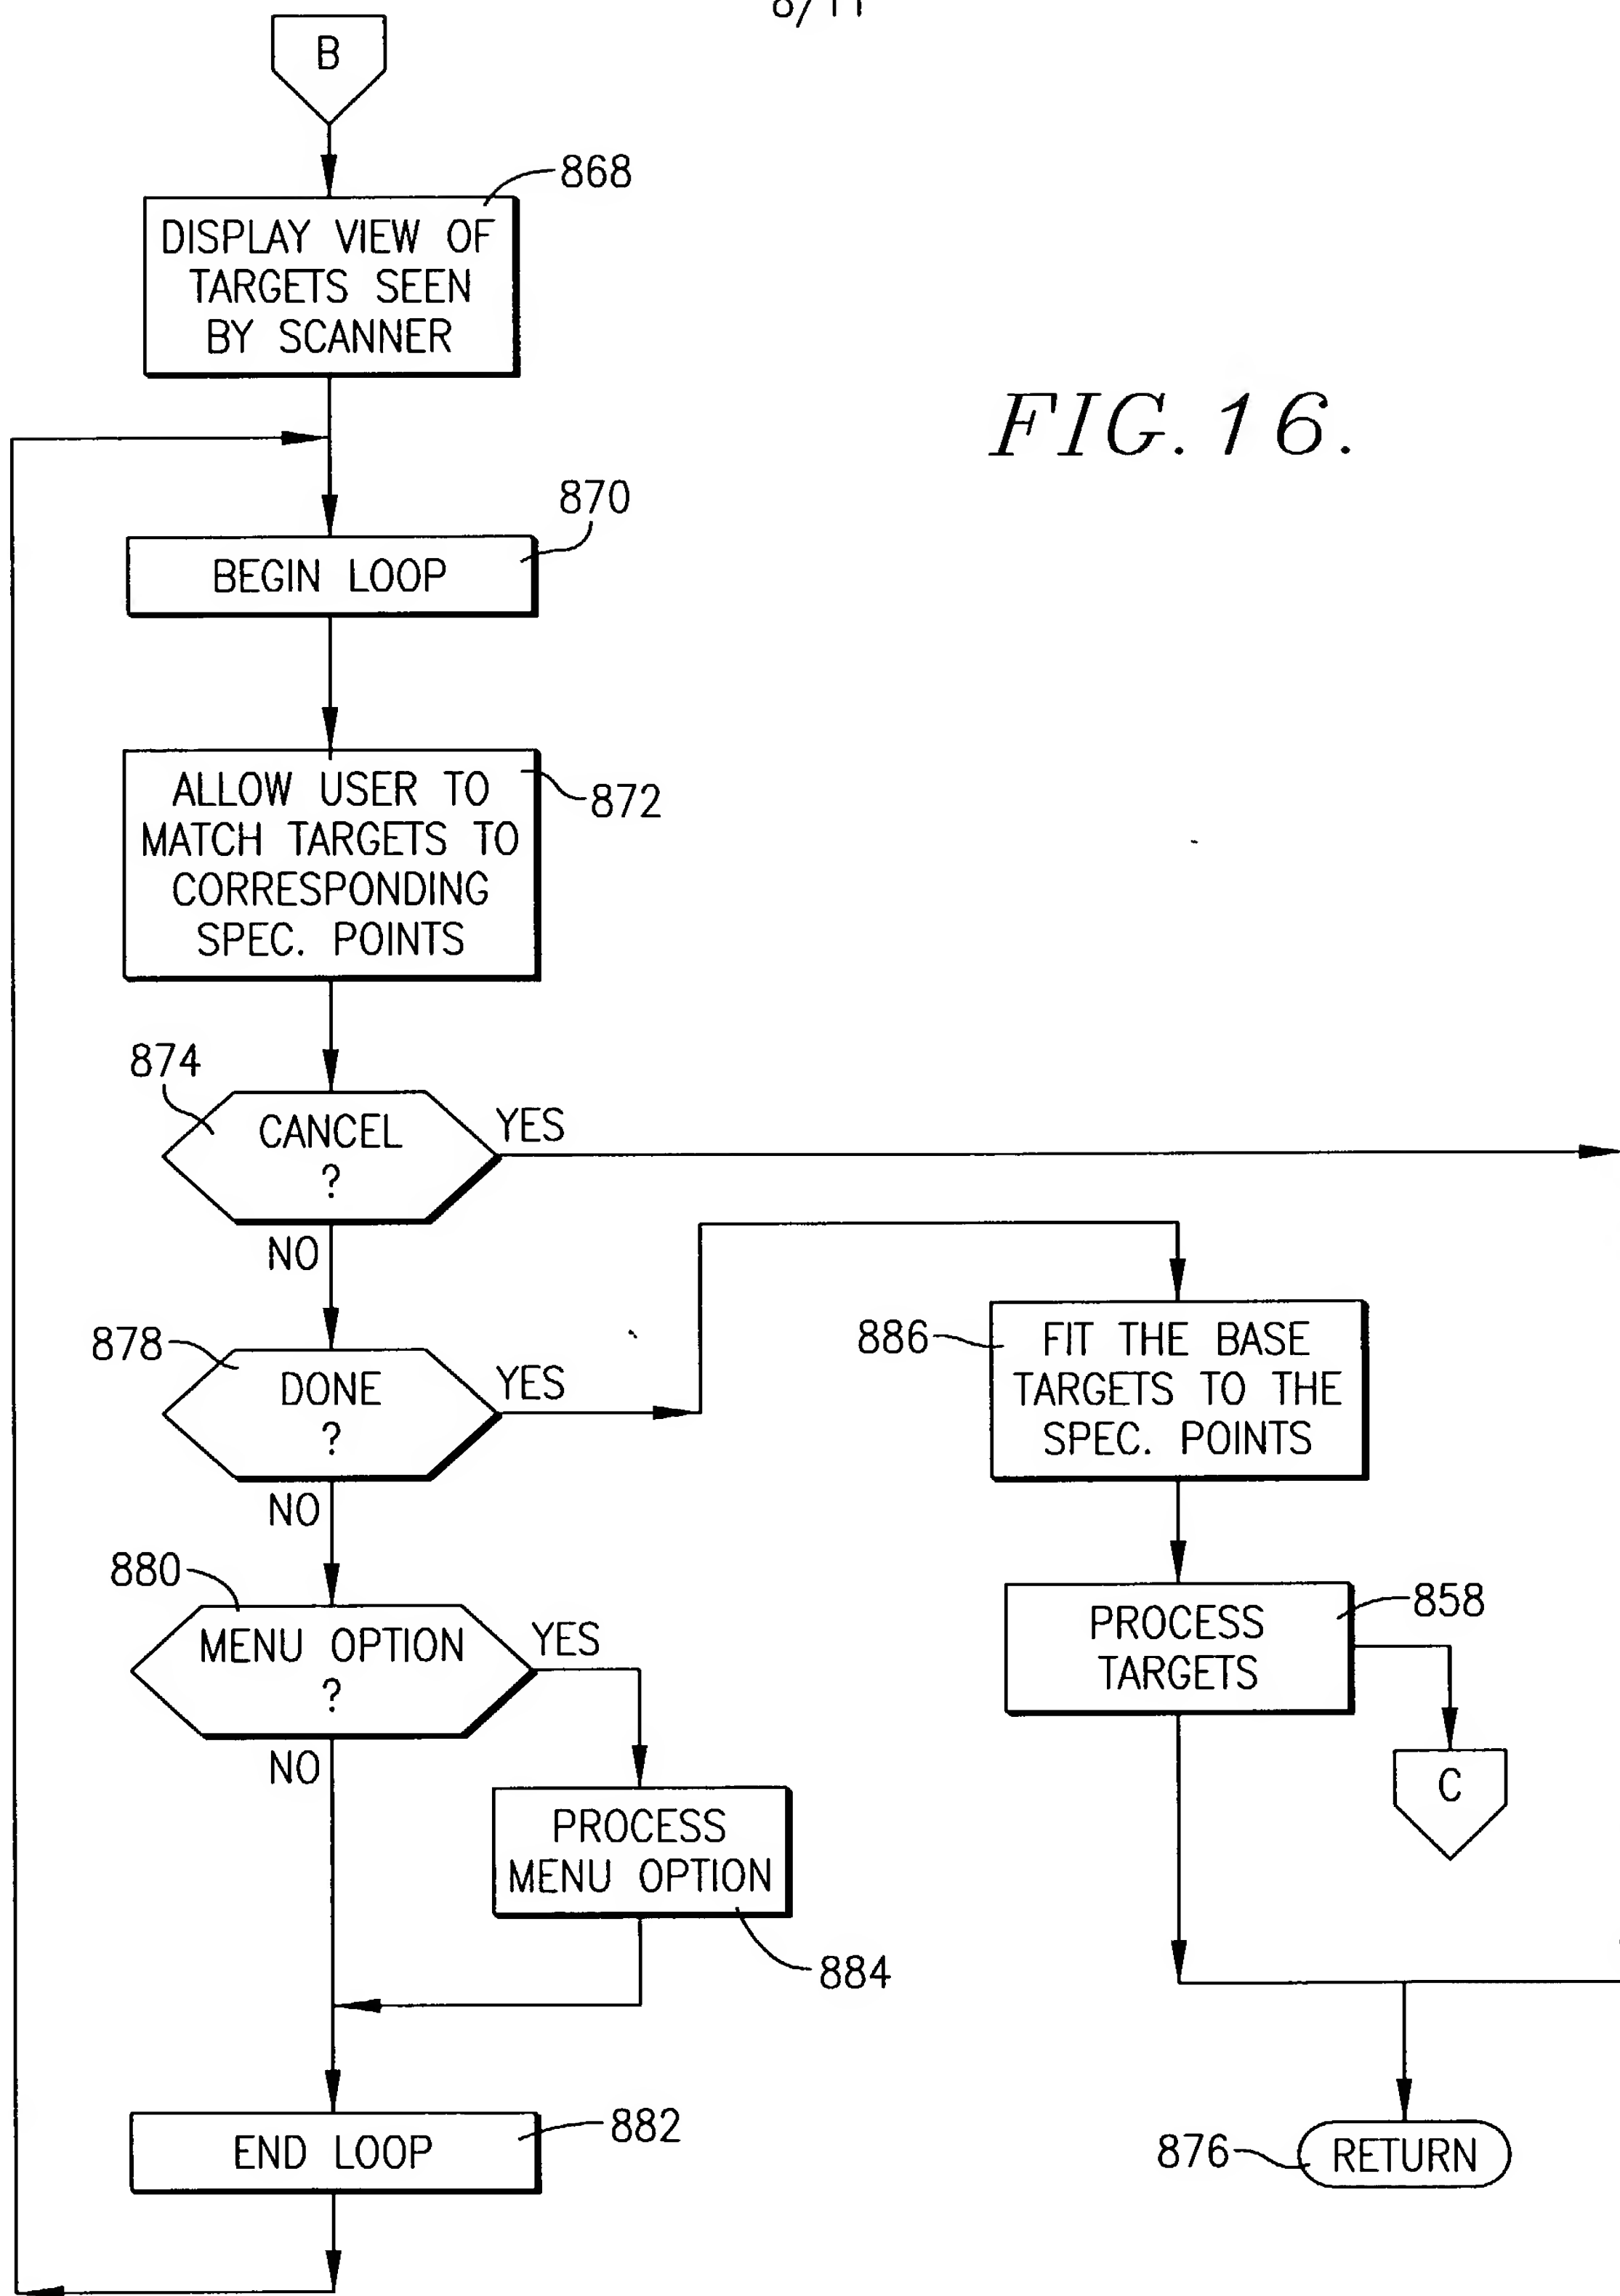 8/11
B
868
DISPLAY VIEW OF
TARGETS SEEN
BY SCANNER
FIG. 16.
870
BEGIN LOOP
ALLOW USER TO
MATCH TARGETS TO
CORRESPONDING
SPEC. POINTS
872
874
CANCEL
?
YES
NO
878
DONE
?
YES
NO
886
FIT THE BASE
TARGETS TO THE
SPEC. POINTS
880
MENU OPTION
?
YES
NO
858
PROCESS
TARGETS
C
PROCESS
MENU OPTION
884
882
END LOOP
876
RETURN